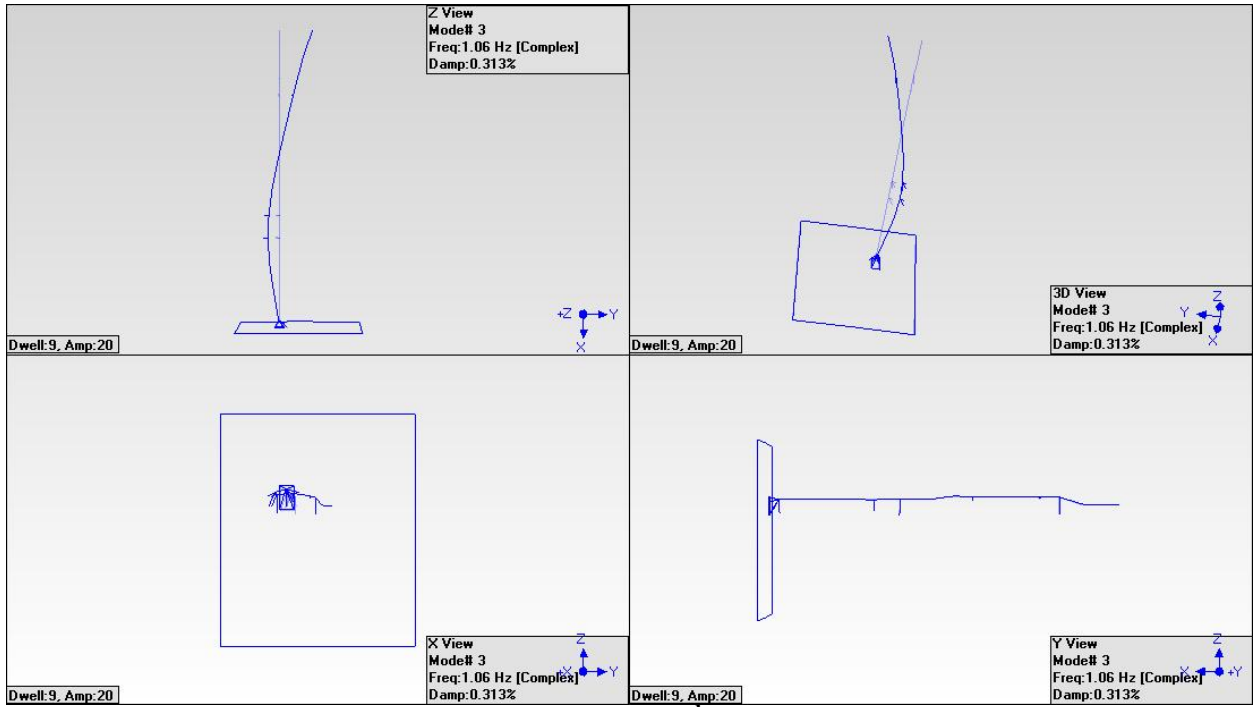 Z View
Mode# 3
Freq:1.06 Hz [Complex]
Damp:0.313%
+Z Y
X
Dwell:9, Amp:20
3D View
Mode# 3
Freq:1.06 Hz [Complex]
Damp:0.313%
Z
Y
X
Dwell:9, Amp:20
X View
Mode# 3
Freq:1.06 Hz [Complex]
Damp:0.313%
Z
+X Y
Dwell:9, Amp:20
Y View
Mode# 3
Freq:1.06 Hz [Complex]
Damp:0.313%
Z
X +Y
Dwell:9, Amp:20